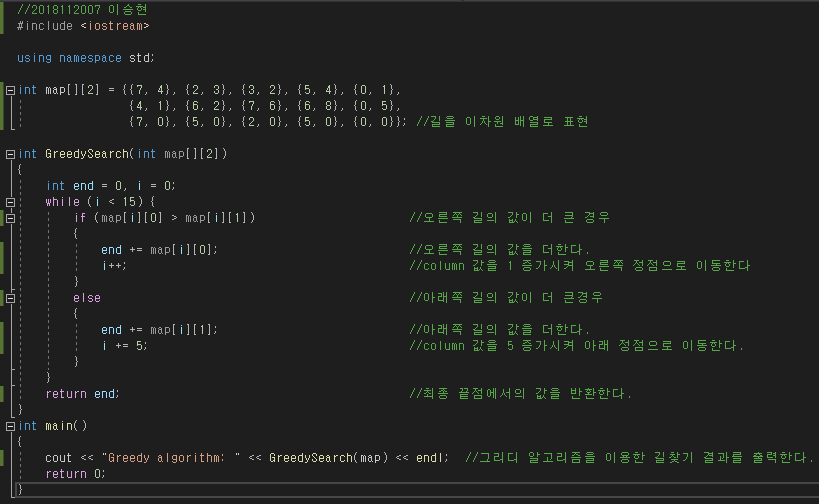 //2018112007 이승현
#include <iostream>
using namespace std;
int map[][2] = {{7, 4}, {2, 3}, {3, 2}, {5, 4}, {0, 1},
{4, 1}, {6, 2}, {7, 6}, {6, 8}, {0, 5},
{7, 0}, {5, 0}, {2, 0}, {5, 0}, {0, 0}}; //길을 이차원 배열로 표현
int GreedySearch(int map[][2])
{
int end = 0, i = 0;
while (i < 15) {
if (map[i][0] > map[i][1]) //오른쪽 길의 값이 더 큰 경우
{
end += map[i][0]; //오른쪽 길의 값을 더한다.
i++; //column 값을 1 증가시켜 오른쪽 정점으로 이동한다
}
else //아래쪽 길의 값이 더 큰경우
{
end += map[i][1]; //아래쪽 길의 값을 더한다.
i += 5; //column 값을 5 증가시켜 아래 정점으로 이동한다.
}
}
return end; //최종 끝점에서의 값을 반환한다.
}
int main()
{
cout << "Greedy algorithm: " << GreedySearch(map) << endl; //그리디 알고리즘을 이용한 길찾기 결과를 출력한다.
return 0;
}